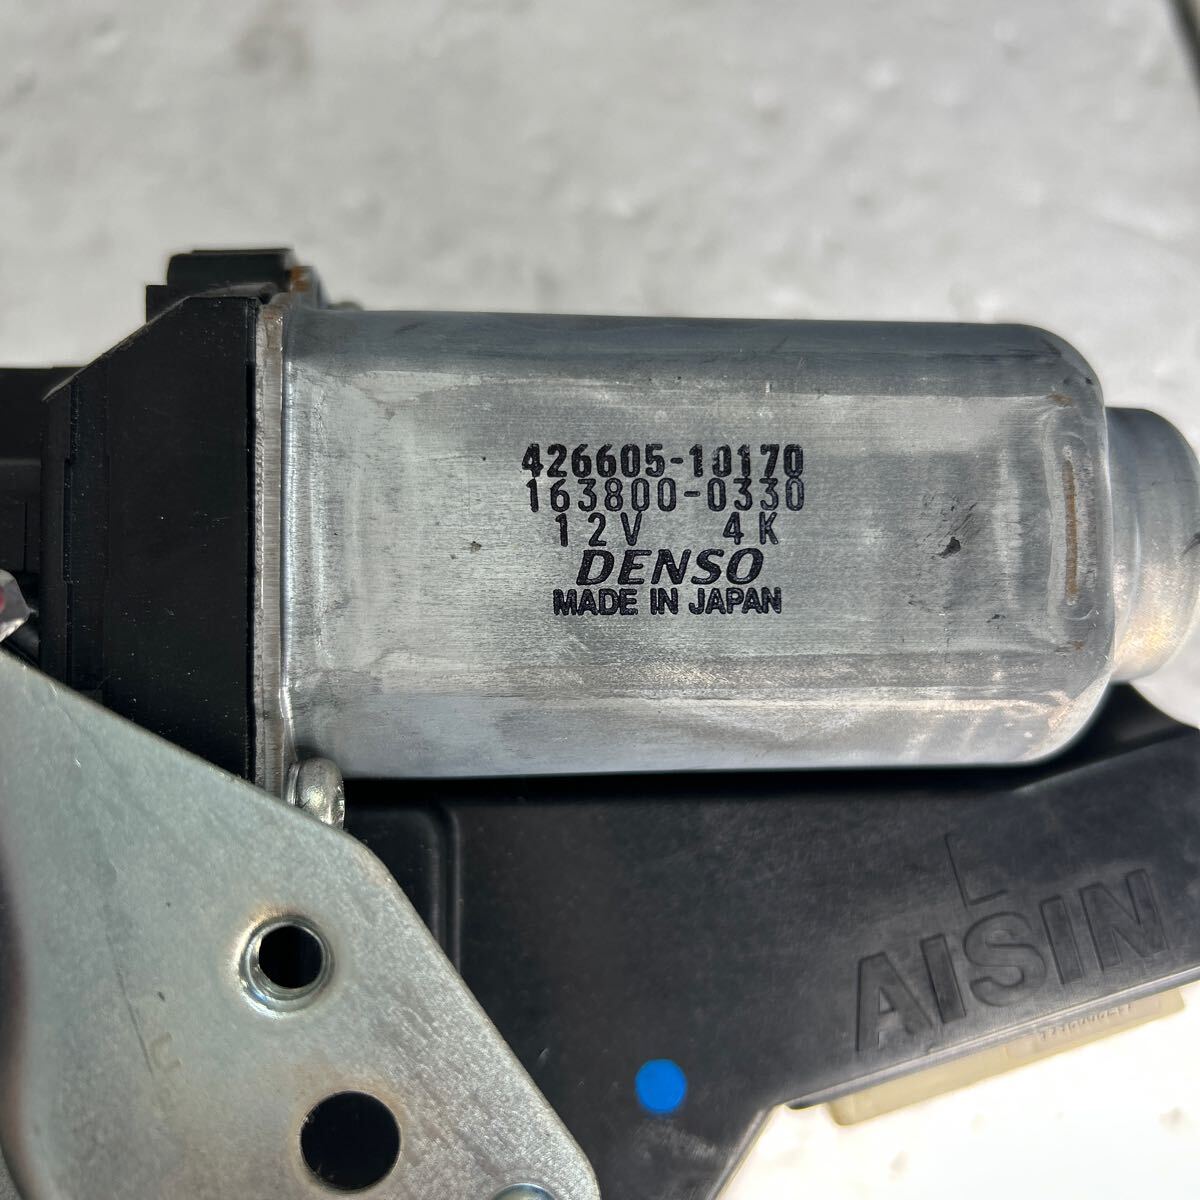 426605-10170
163800-0330
12V 4K
DENSO
MADE IN JAPAN
L
AISIN